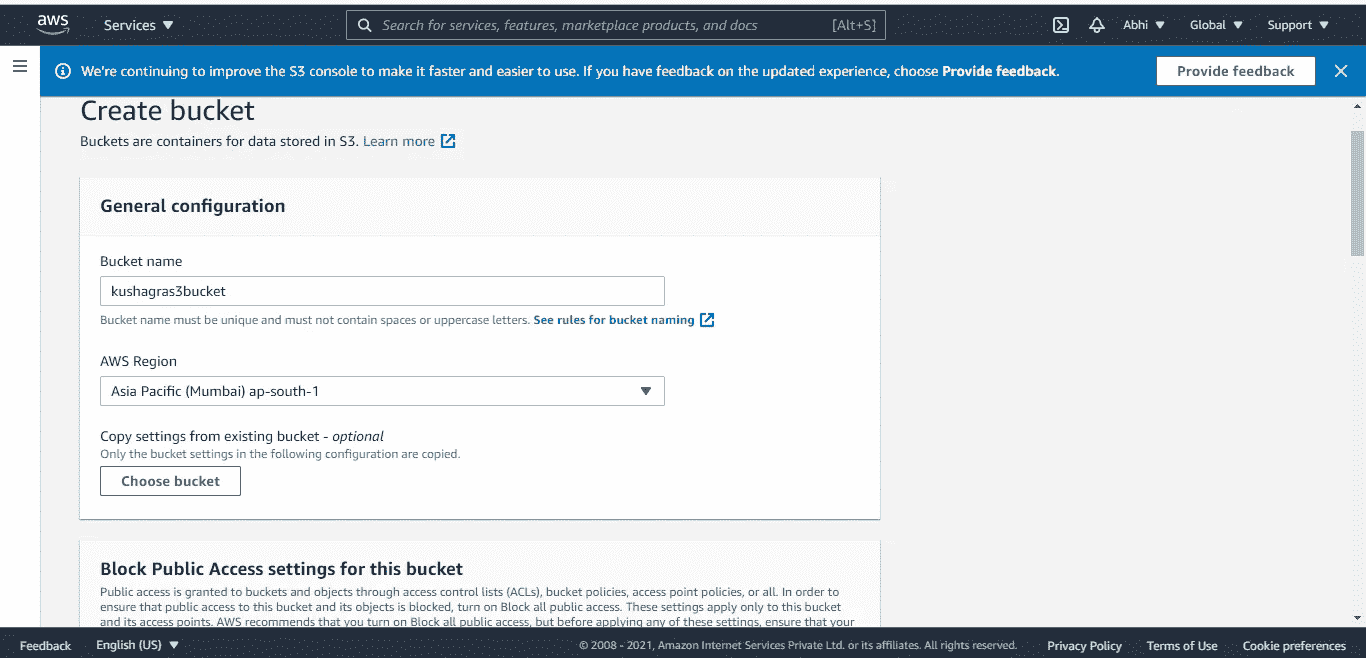 aws Services Search for services, features, marketplace products, and docs [Alt+S] Abhi Global Support
We're continuing to improve the S3 console to make it faster and easier to use. If you have feedback on the updated experience, choose Provide feedback. Provide feedback
Create bucket
Buckets are containers for data stored in S3. Learn more
General configuration
Bucket name
kushagras3bucket
Bucket name must be unique and must not contain spaces or uppercase letters. See rules for bucket naming
AWS Region
Asia Pacific (Mumbai) ap-south-1
Copy settings from existing bucket - optional
Only the bucket settings in the following configuration are copied.
Choose bucket
Block Public Access settings for this bucket
Public access is granted to buckets and objects through access control lists (ACLs), bucket policies, access point policies, or all. In order to
ensure that public access to this bucket and its objects is blocked, turn on Block all public access. These settings apply only to this bucket
and its access points. AWS recommends that you turn on Block all public access, but before applying any of these settings, ensure that your
Feedback English (US) © 2008 - 2021, Amazon Internet Services Private Ltd. or its affiliates. All rights reserved. Privacy Policy Terms of Use Cookie preferences